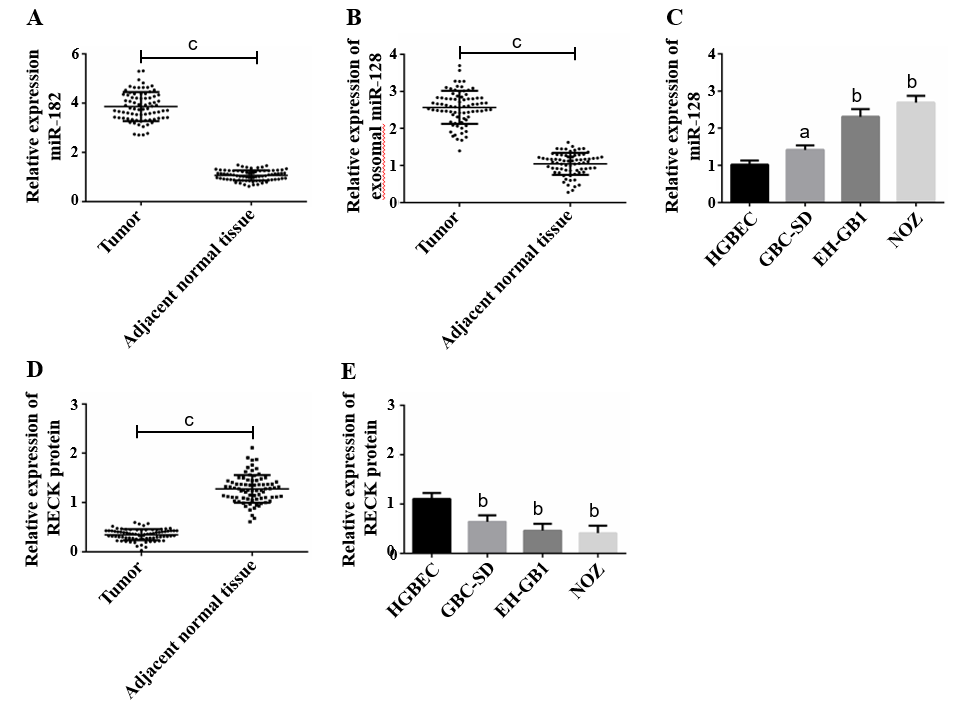 A
Relative expression
miR-182
6
4
2
0
c
Tumor
Adjacent normal tissue
B
Relative expression of
exosomal miR-128
4
3
2
1
0
c
Tumor
Adjacent normal tissue
C
Relative expression of
miR-128
4
3
2
1
0
a
b
b
HGBEC
GBC-SD
EH-GB1
NOZ
D
Relative expression of
RECK protein
3
2
1
0
c
Tumor
Adjacent normal tissue
E
Relative expression of
RECK protein
3
2
1
0
0
b
b
b
HGBEC
GBC-SD
EH-GB1
NOZ